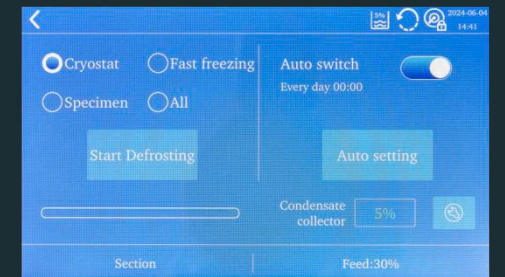 5%
2024-06-04
14:41
Cryostat
Fast freezing
Auto switch
Every day 00:00
Specimen
All
Start Defrosting
Auto setting
Condensate
collector
5%
Section
Feed:30%